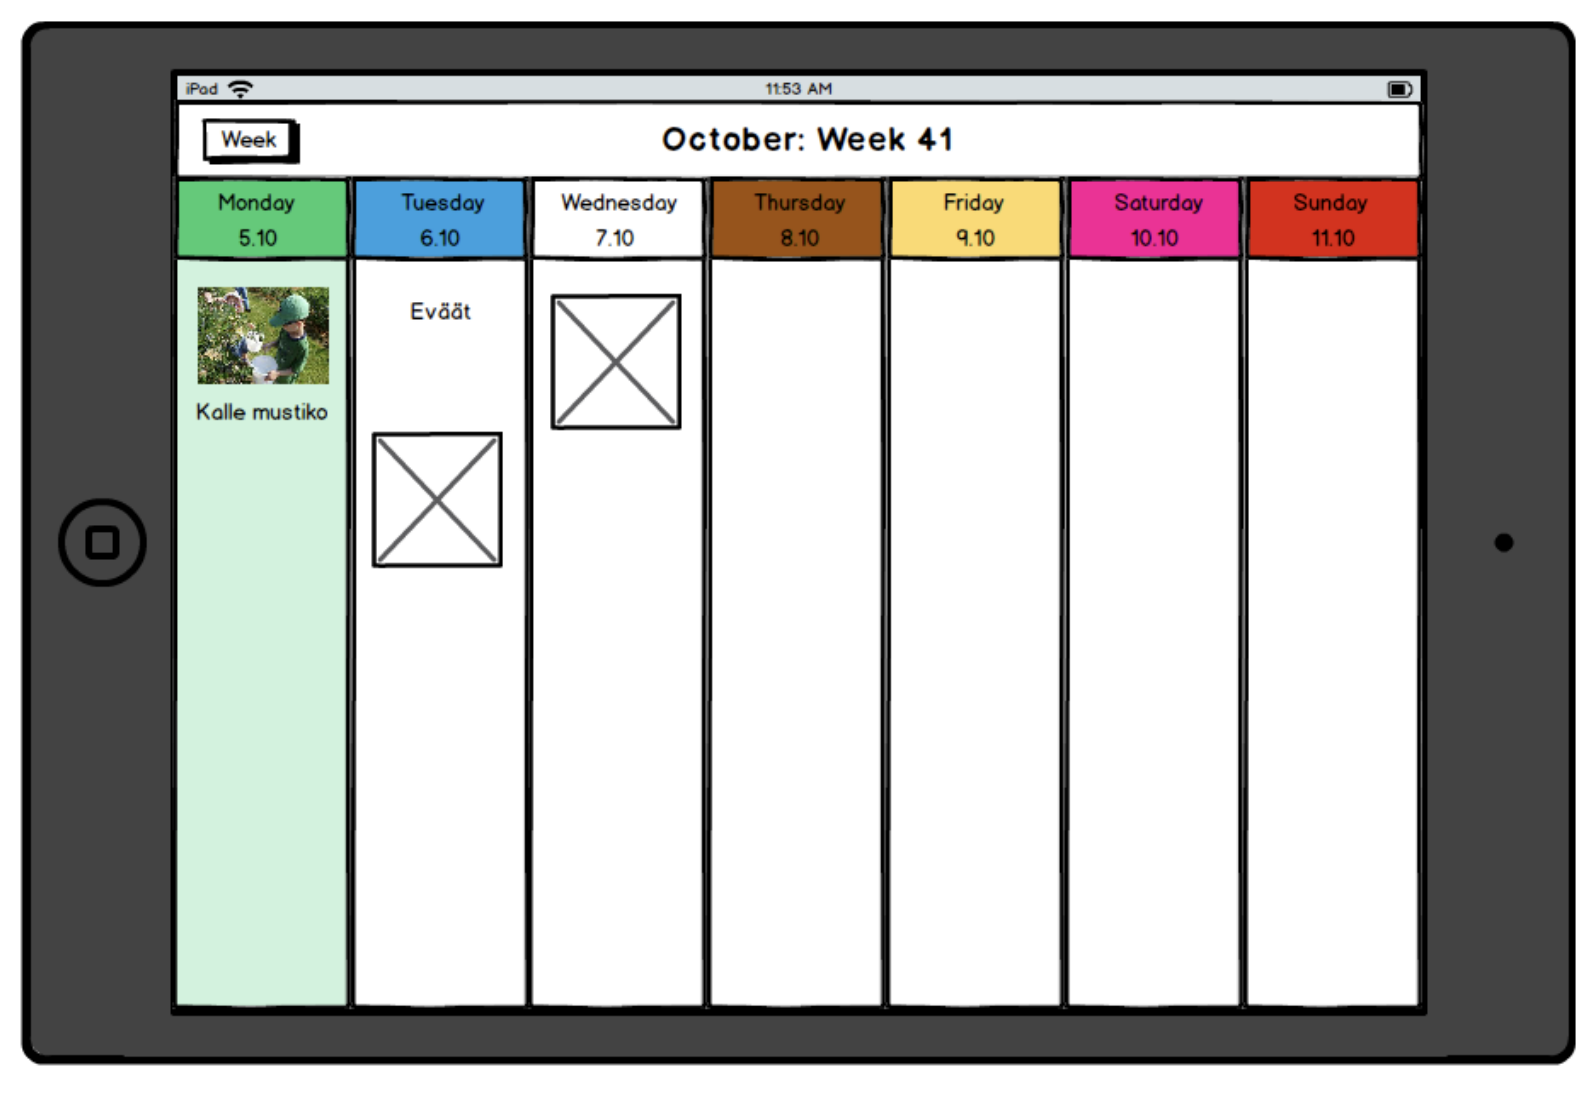 iPad
11:53 AM
Week
October: Week 41
Monday
5.10
Tuesday
6.10
Wednesday
7.10
Thursday
8.10
Friday
9.10
Saturday
10.10
Sunday
11.10
Kalle mustiko
Eväät